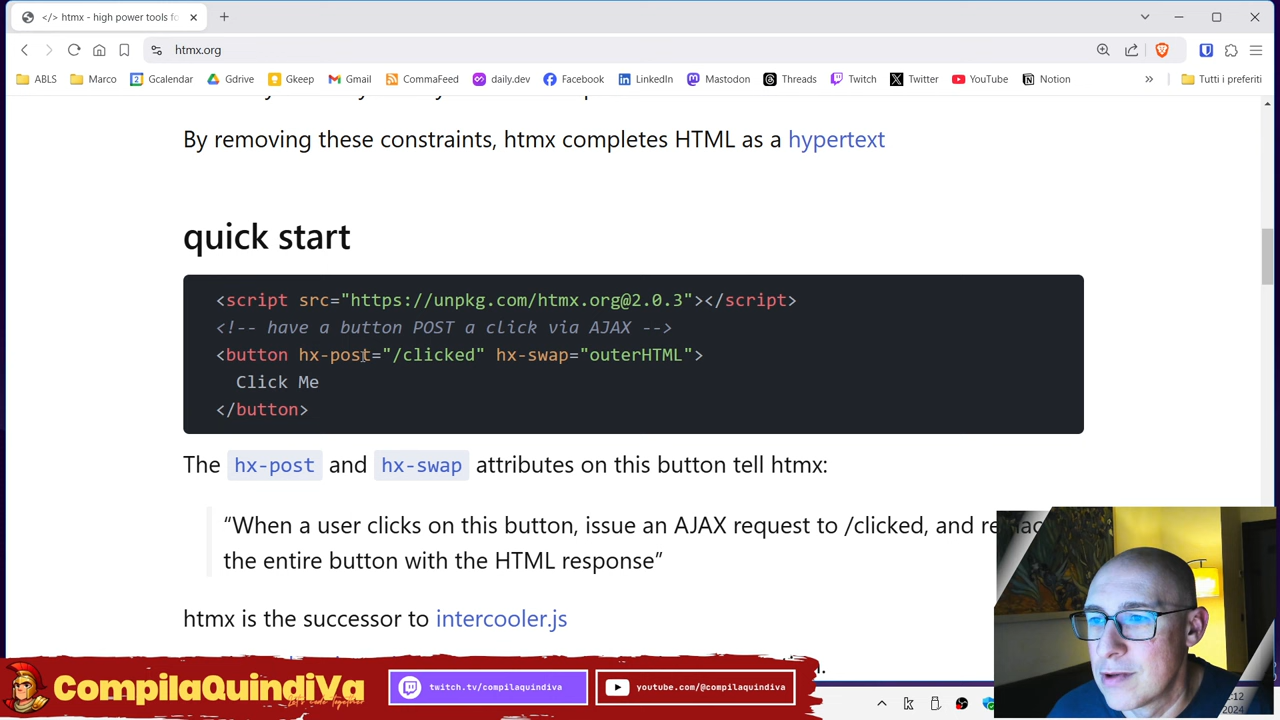 </> htmx - high power tools fo
htmx.org
ABLS Marco Gcalendar Gdrive Gkeep Gmail CommaFeed daily.dev Facebook LinkedIn Mastodon Threads Twitch Twitter YouTube Notion » Tutti i preferiti
By removing these constraints, htmx completes HTML as a hypertext
quick start
<script src="https://unpkg.com/htmx.org@2.0.3"></script>
<!-- have a button POST a click via AJAX -->
<button hx-post="/clicked" hx-swap="outerHTML">
Click Me
</button>
The hx-post and hx-swap attributes on this button tell htmx:
“When a user clicks on this button, issue an AJAX request to /clicked, and
the entire button with the HTML response”
htmx is the successor to intercooler.js
CompilaQuindiVa
Let's Code Together
twitch.tv/compilaquindiva
youtube.com/@compilaquindiva
:12
2024